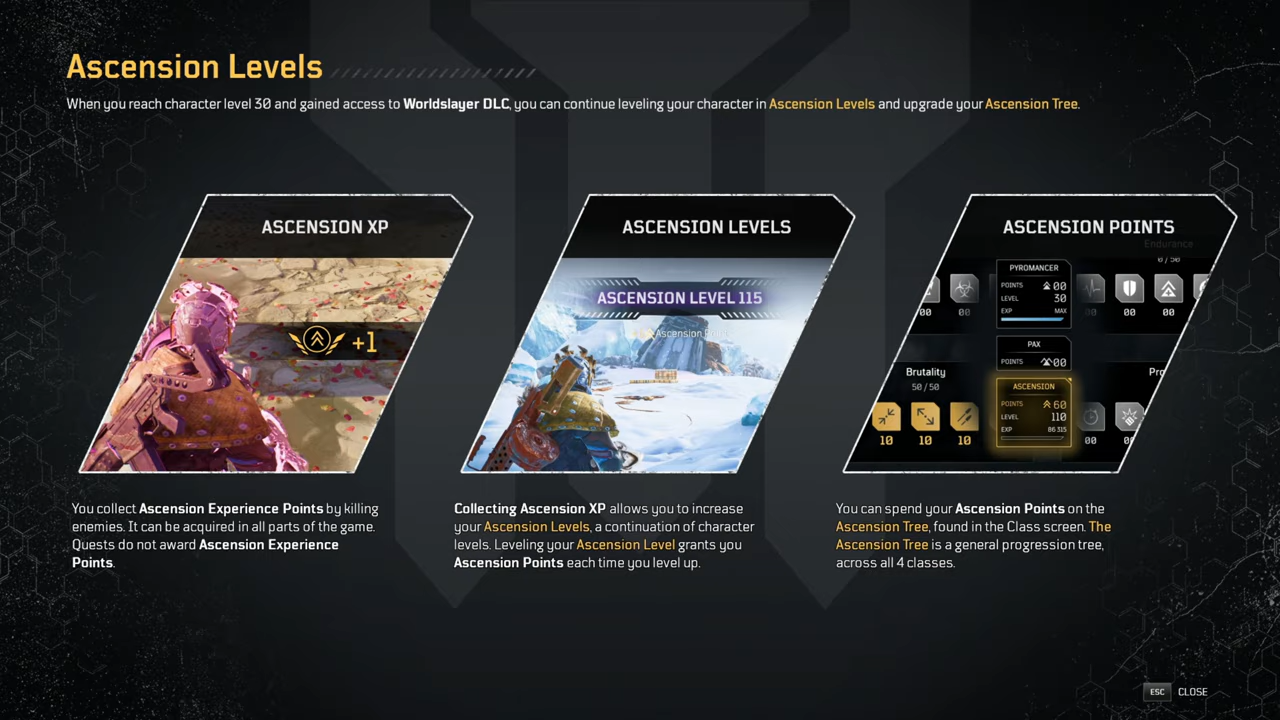 Ascension Levels
When you reach character level 30 and gained access to Worldslayer DLC, you can continue leveling your character in Ascension Levels and upgrade your Ascension Tree.
ASCENSION XP
+1
You collect Ascension Experience Points by killing
enemies. It can be acquired in all parts of the game.
Quests do not award Ascension Experience
Points.
ASCENSION LEVELS
ASCENSION LEVEL 115
Ascension
Collecting Ascension XP allows you to increase
your Ascension Levels, a continuation of character
levels. Leveling your Ascension Level grants you
Ascension Points each time you level up.
ASCENSION POINTS
Endurance
0 / 50
PYROMANCER
POINTS 00
LEVEL 30
EXP MAX
00 00 00 00 00
PAX
POINTS 00
Brutality
50 / 50
ASCENSION
POINTS 60
LEVEL 110
EXP 86 315
10 10 10 00
You can spend your Ascension Points on the
Ascension Tree, found in the Class screen. The
Ascension Tree is a general progression tree,
across all 4 classes.
ESC CLOSE